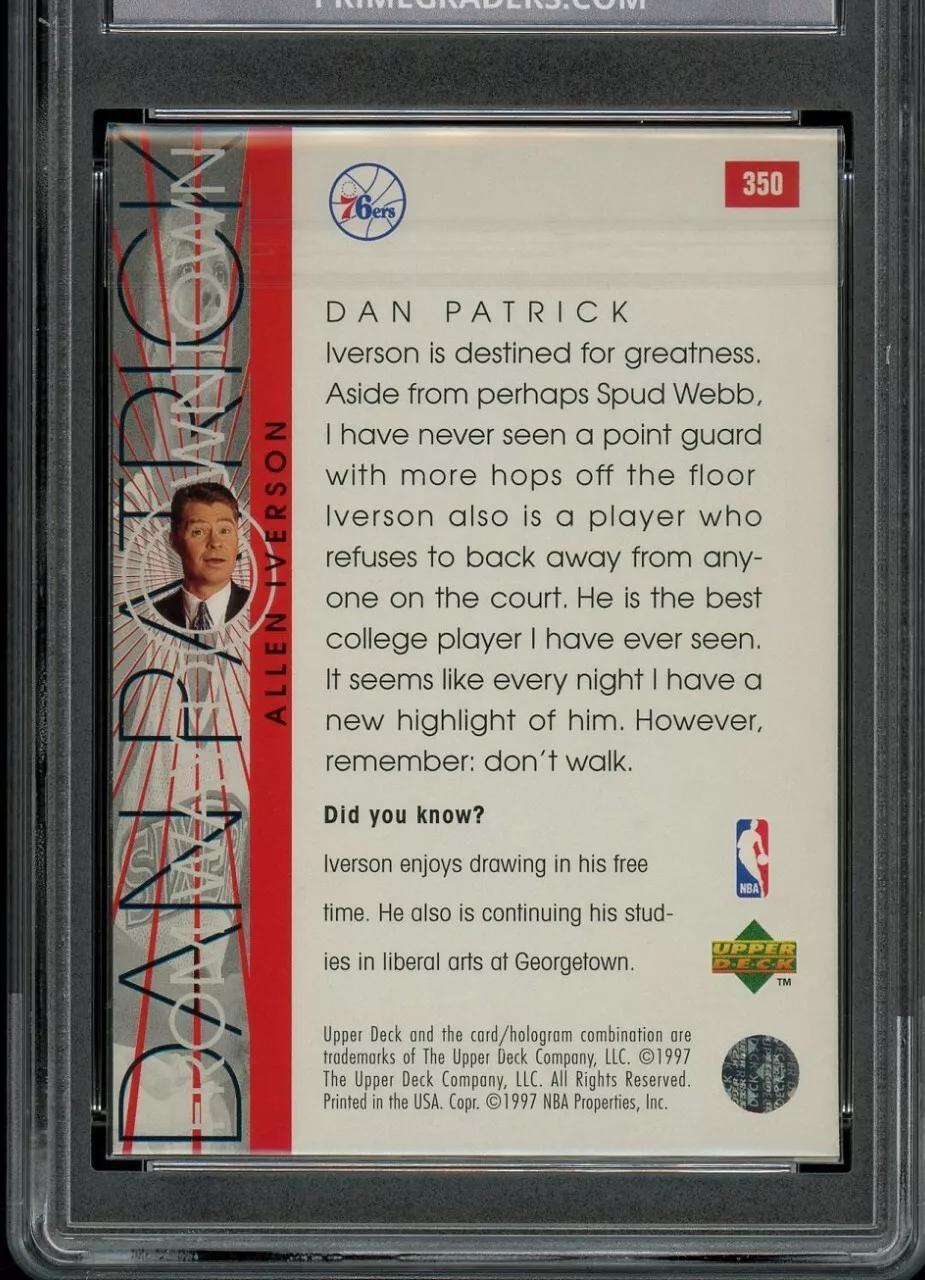 PRIMEGRADERS.COM
76ers
350
DAN PATRICK
ALLEN IVERSON
DAN PATRICK
Iverson is destined for greatness.
Aside from perhaps Spud Webb,
I have never seen a point guard
with more hops off the floor
Iverson also is a player who
refuses to back away from any-
one on the court. He is the best
college player I have ever seen.
It seems like every night I have a
new highlight of him. However,
remember: don't walk.
Did you know?
Iverson enjoys drawing in his free
time. He also is continuing his stud-
ies in liberal arts at Georgetown.
NBA
UPPER
D·E·C·K
TM
Upper Deck and the card/hologram combination are
trademarks of The Upper Deck Company, LLC. ©1997
The Upper Deck Company, LLC. All Rights Reserved.
Printed in the USA. Copr. ©1997 NBA Properties, Inc.